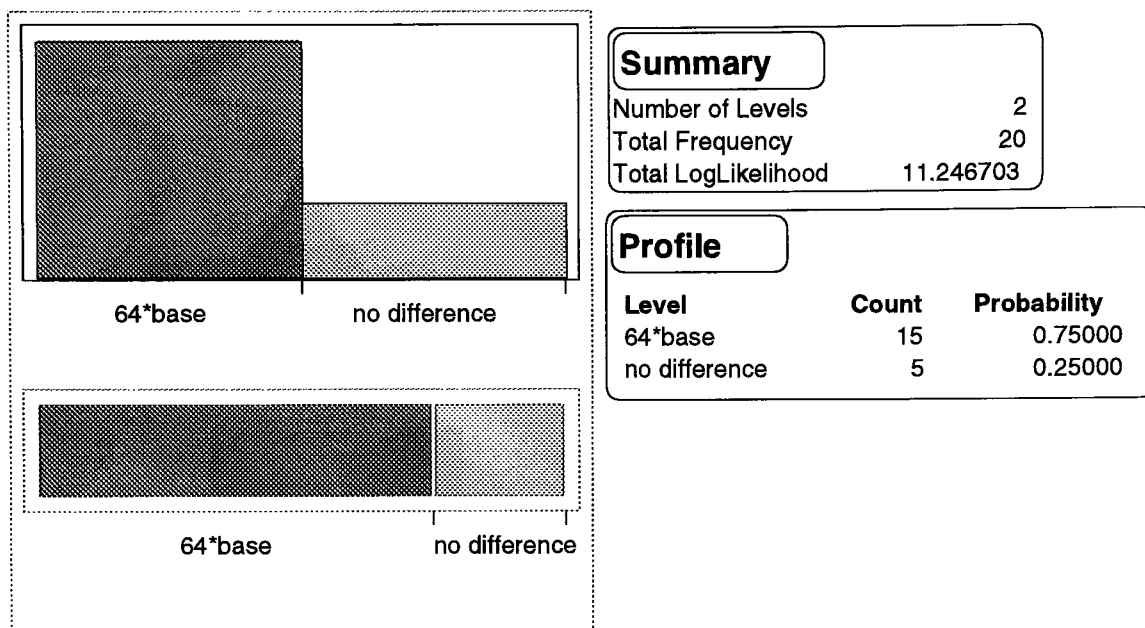 64*base no difference
64*base no difference
Summary
Number of Levels 2
Total Frequency 20
Total LogLikelihood 11.246703
Profile
Level Count Probability
64*base 15 0.75000
no difference 5 0.25000